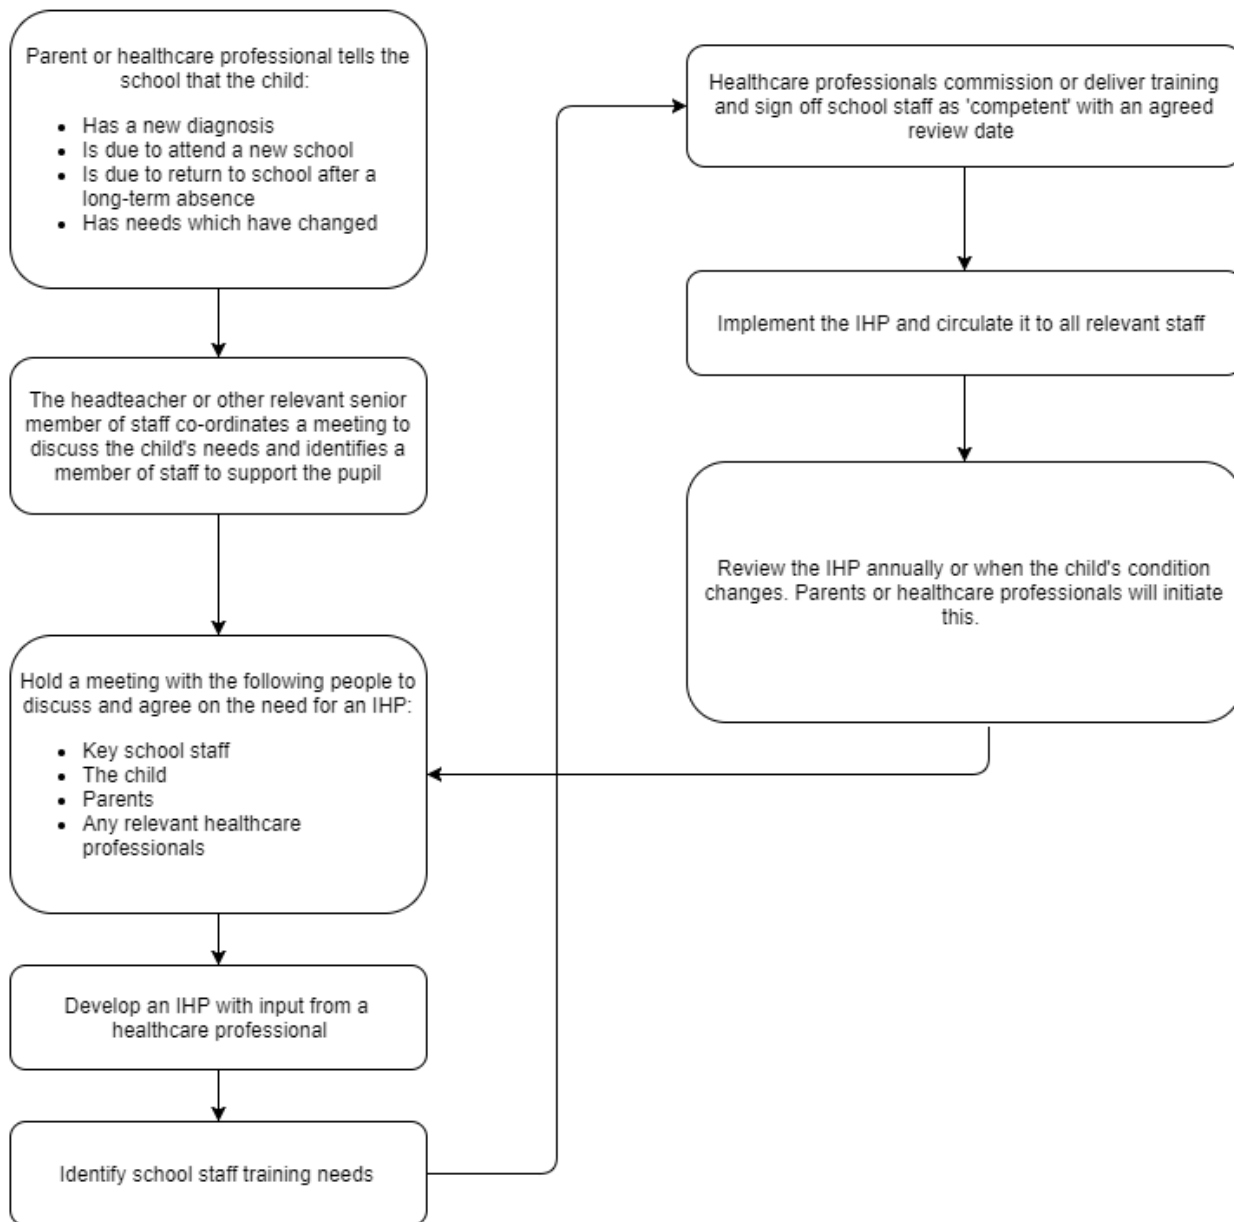 Parent or healthcare professional tells the
school that the child:
• Has a new diagnosis
• Is due to attend a new school
• Is due to return to school after a
long-term absence
• Has needs which have changed
The headteacher or other relevant senior
member of staff co-ordinates a meeting to
discuss the child's needs and identifies a
member of staff to support the pupil
Hold a meeting with the following people to
discuss and agree on the need for an IHP:
• Key school staff
• The child
• Parents
• Any relevant healthcare
professionals
Develop an IHP with input from a
healthcare professional
Identify school staff training needs
Healthcare professionals commission or deliver training
and sign off school staff as 'competent' with an agreed
review date
Implement the IHP and circulate it to all relevant staff
Review the IHP annually or when the child's condition
changes. Parents or healthcare professionals will initiate
this.